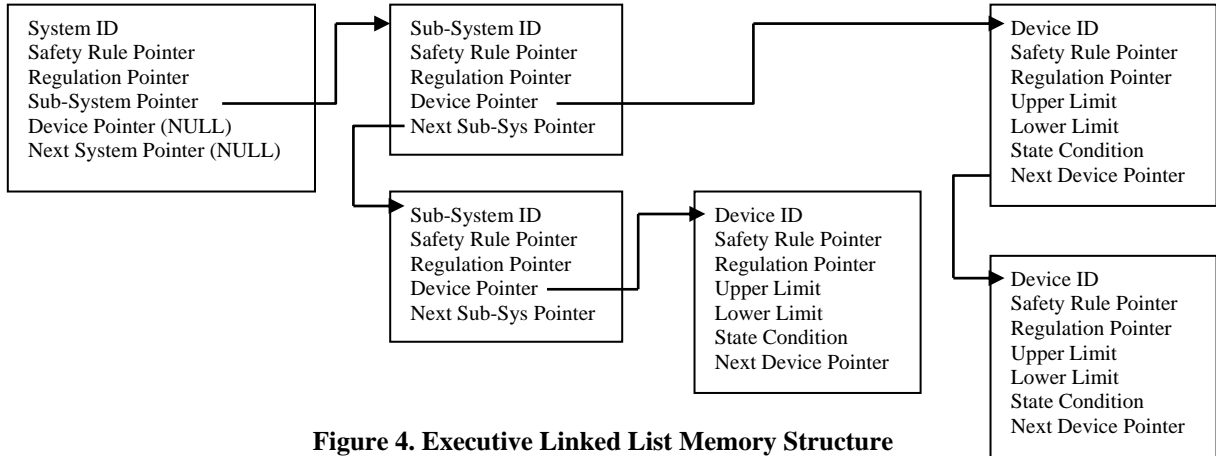 System ID
Safety Rule Pointer
Regulation Pointer
Sub-System Pointer
Device Pointer (NULL)
Next System Pointer (NULL)
Sub-System ID
Safety Rule Pointer
Regulation Pointer
Device Pointer
Next Sub-Sys Pointer
Device ID
Safety Rule Pointer
Regulation Pointer
Upper Limit
Lower Limit
State Condition
Next Device Pointer
Sub-System ID
Safety Rule Pointer
Regulation Pointer
Device Pointer
Next Sub-Sys Pointer
Device ID
Safety Rule Pointer
Regulation Pointer
Upper Limit
Lower Limit
State Condition
Next Device Pointer
Device ID
Safety Rule Pointer
Regulation Pointer
Upper Limit
Lower Limit
State Condition
Next Device Pointer
Figure 4. Executive Linked List Memory Structure